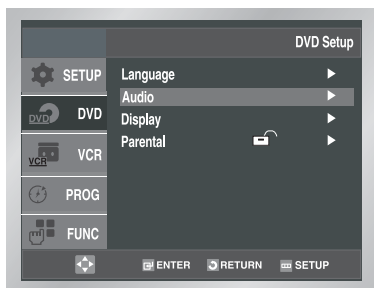 DVD Setup
SETUP
DVD
DVD
VCR
VCR
PROG
FUNC
Language
Audio
Display
Parental
ENTER RETURN SETUP